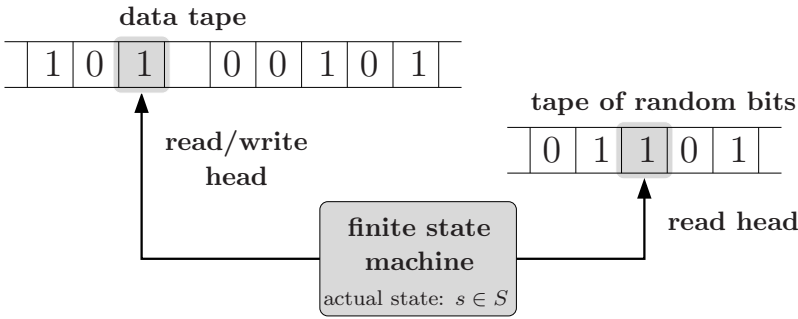 data tape
1 0 1 0 0 1 0 1
tape of random bits
0 1 1 0 1
read/write
head
read head
finite state
machine
actual state: s ∈ S